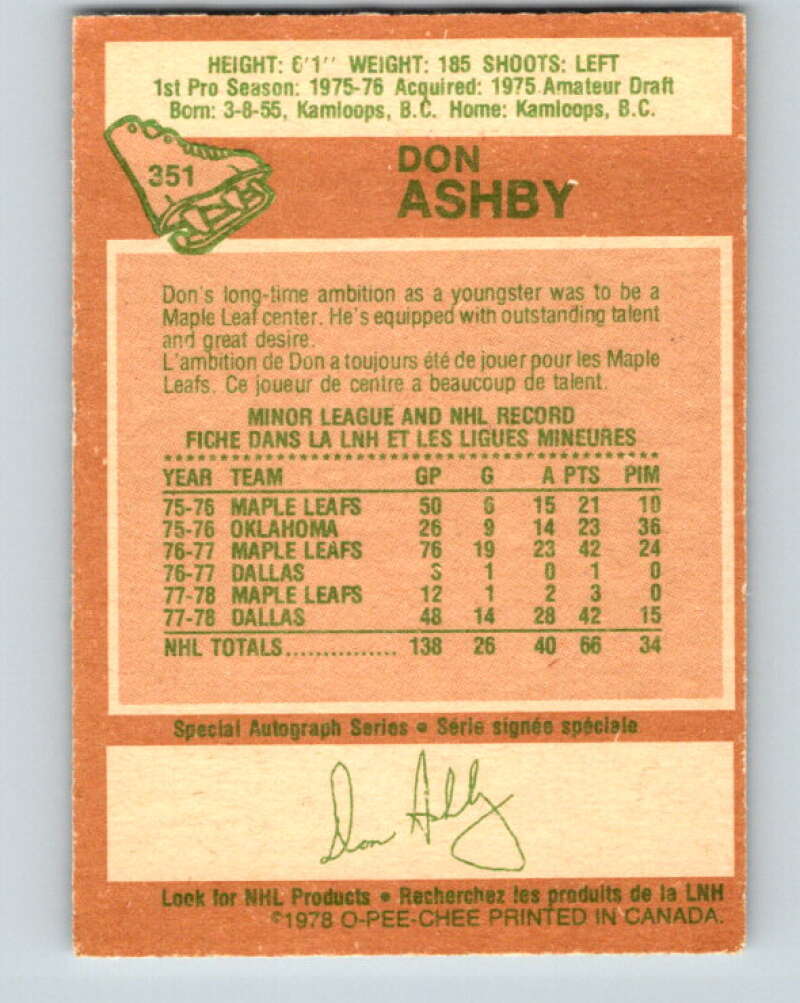 HEIGHT: 6'1'' WEIGHT: 185 SHOOTS: LEFT
1st Pro Season: 1975-76 Acquired: 1975 Amateur Draft
Born: 3-8-55, Kamloops, B.C. Home: Kamloops, B.C.
351
DON
ASHBY
Don's long-time ambition as a youngster was to be a
Maple Leaf center. He's equipped with outstanding talent
and great desire.
L'ambition de Don a toujours été de jouer pour les Maple
Leafs. Ce joueur de centre a beaucoup de talent.
MINOR LEAGUE AND NHL RECORD
FICHE DANS LA LNH ET LES LIGUES MINEURES
YEAR TEAM GP G A PTS PIM
75-76 MAPLE LEAFS 50 6 15 21 10
75-76 OKLAHOMA 26 9 14 23 36
76-77 MAPLE LEAFS 76 19 23 42 24
76-77 DALLAS 1 0 1 0
77-78 MAPLE LEAFS 12 1 2 3 0
77-78 DALLAS 48 14 28 42 15
NHL TOTALS............... 138 26 40 66 34
Special Autograph Series • Série signée spéciale
Don Ashby
Look for NHL Products • Recherchez les produits de la LNH
©1978 O-PEE-CHEE PRINTED IN CANADA.